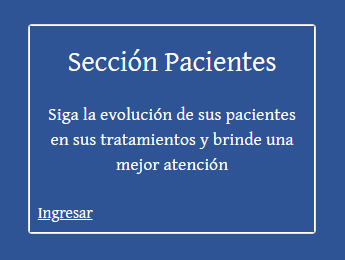 Sección Pacientes
Siga la evolución de sus pacientes
en sus tratamientos y brinde una
mejor atención
Ingresar